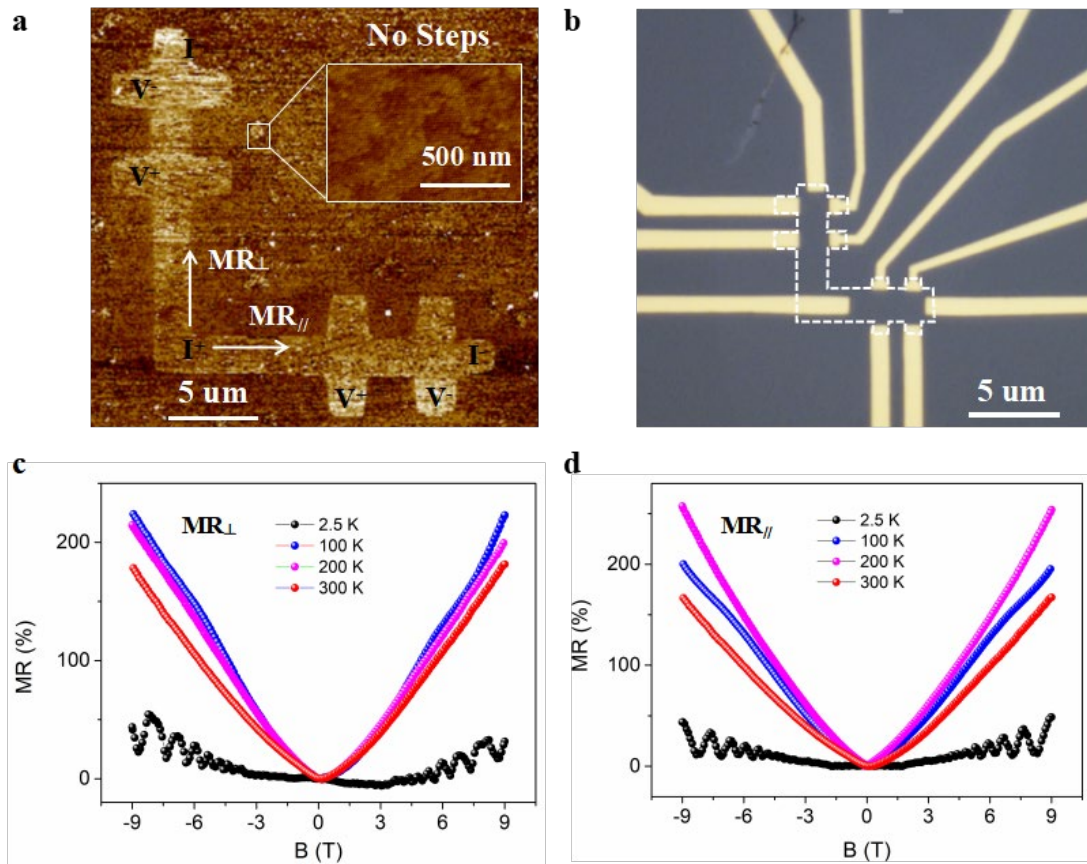 a
No Steps
I-
V-
500 nm
V+
MR⊥
MR//
I+
I-
V+
V-
5 um
b
5 um
c
MR⊥
2.5 K
100 K
200 K
300 K
200
100
0
MR (%)
-9
-6
-3
0
3
6
9
B (T)
d
MR//
2.5 K
100 K
200 K
300 K
200
100
0
MR (%)
-9
-6
-3
0
3
6
9
B (T)